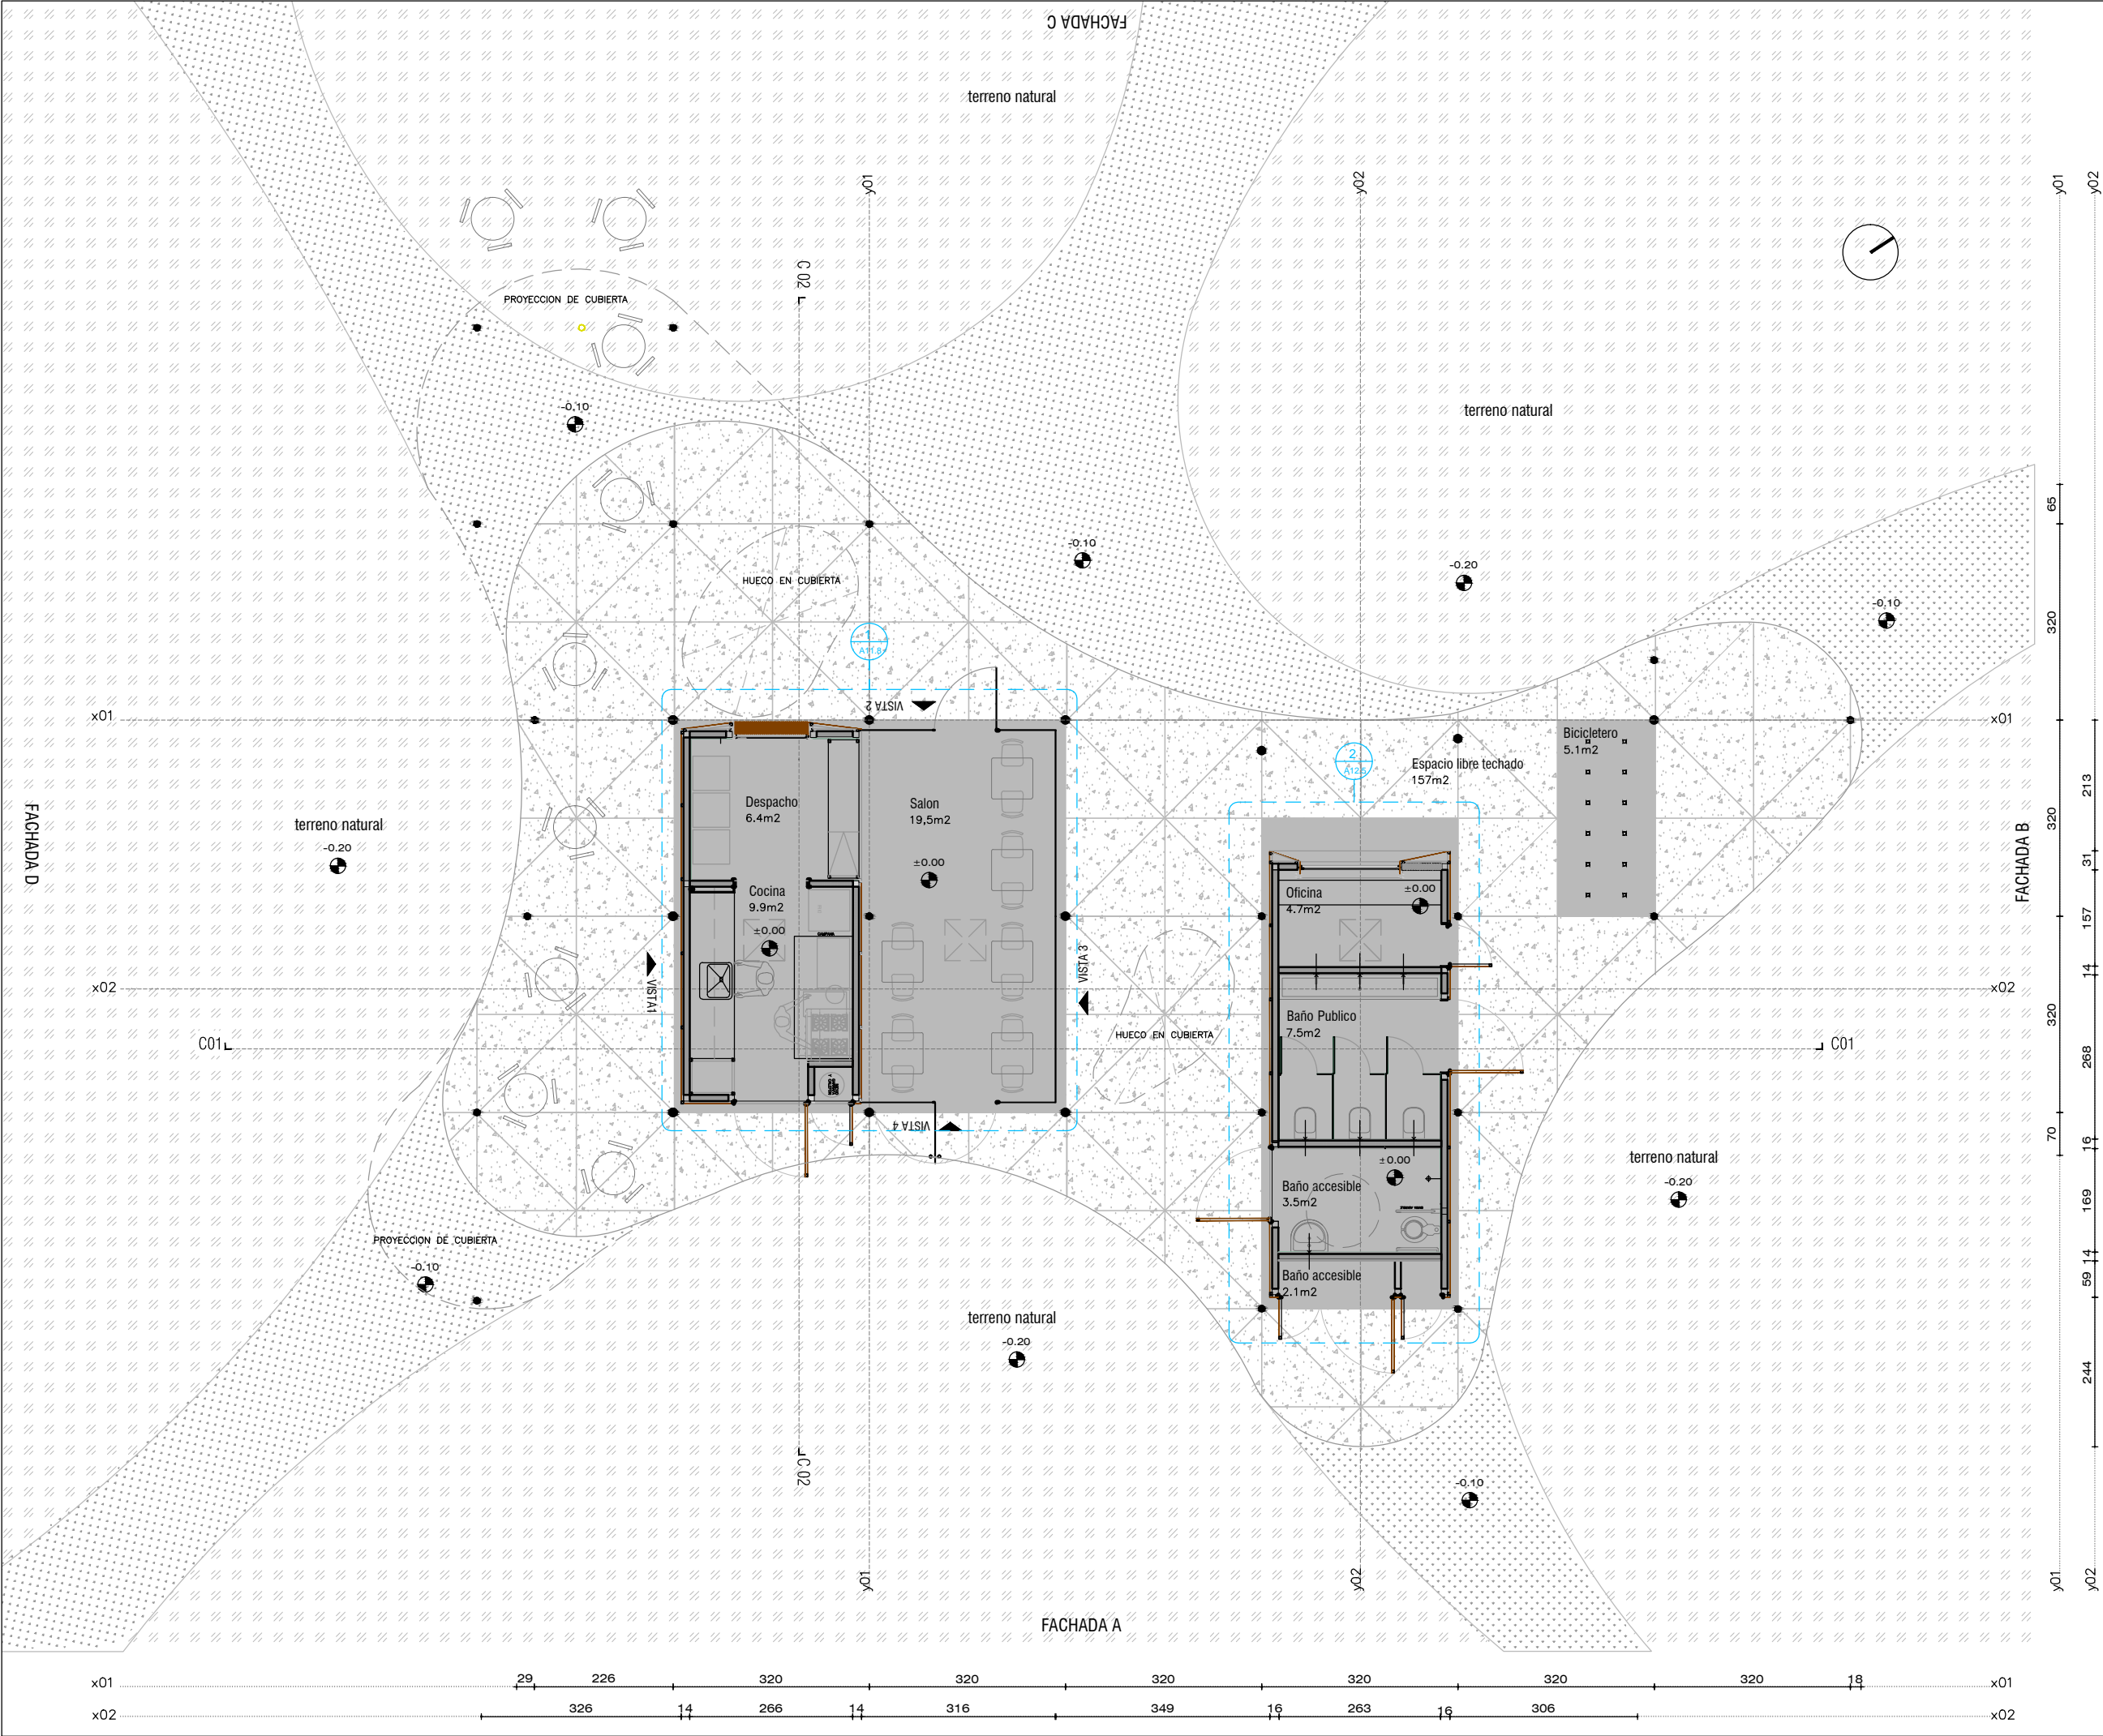 FACHADA C
terreno natural
y01
y02
y01
y02
C 02
PROYECCION DE CUBIERTA
-0.10
terreno natural
65
-0.10
-0.20
HUECO EN CUBIERTA
-0.10
320
1
A11.8
VISTA 2
x01
x01
Bicicletero
5.1m2
2
Espacio libre techado
157m2
213
320
FACHADA D
terreno natural
-0.20
Despacho
6.4m2
Salon
19,5m2
±0.00
FACHADA B
31
Cocina
9.9m2
±0.00
Oficina
4.7m2
±0.00
157
VISTA1
VISTA 3
14
x02
x02
Baño Publico
7.5m2
320
HUECO EN CUBIERTA
C01
C01
268
VISTA 4
70
16
±0.00
terreno natural
-0.20
Baño accesible
3.5m2
169
PROYECCION DE CUBIERTA
-0.10
14
Baño accesible
2.1m2
59
terreno natural
-0.20
244
C 02
-0.10
y01
y02
y01
y02
FACHADA A
x01
29
226
320
320
320
320
320
320
18
x01
x02
326
14
266
14
316
349
16
263
16
306
x02